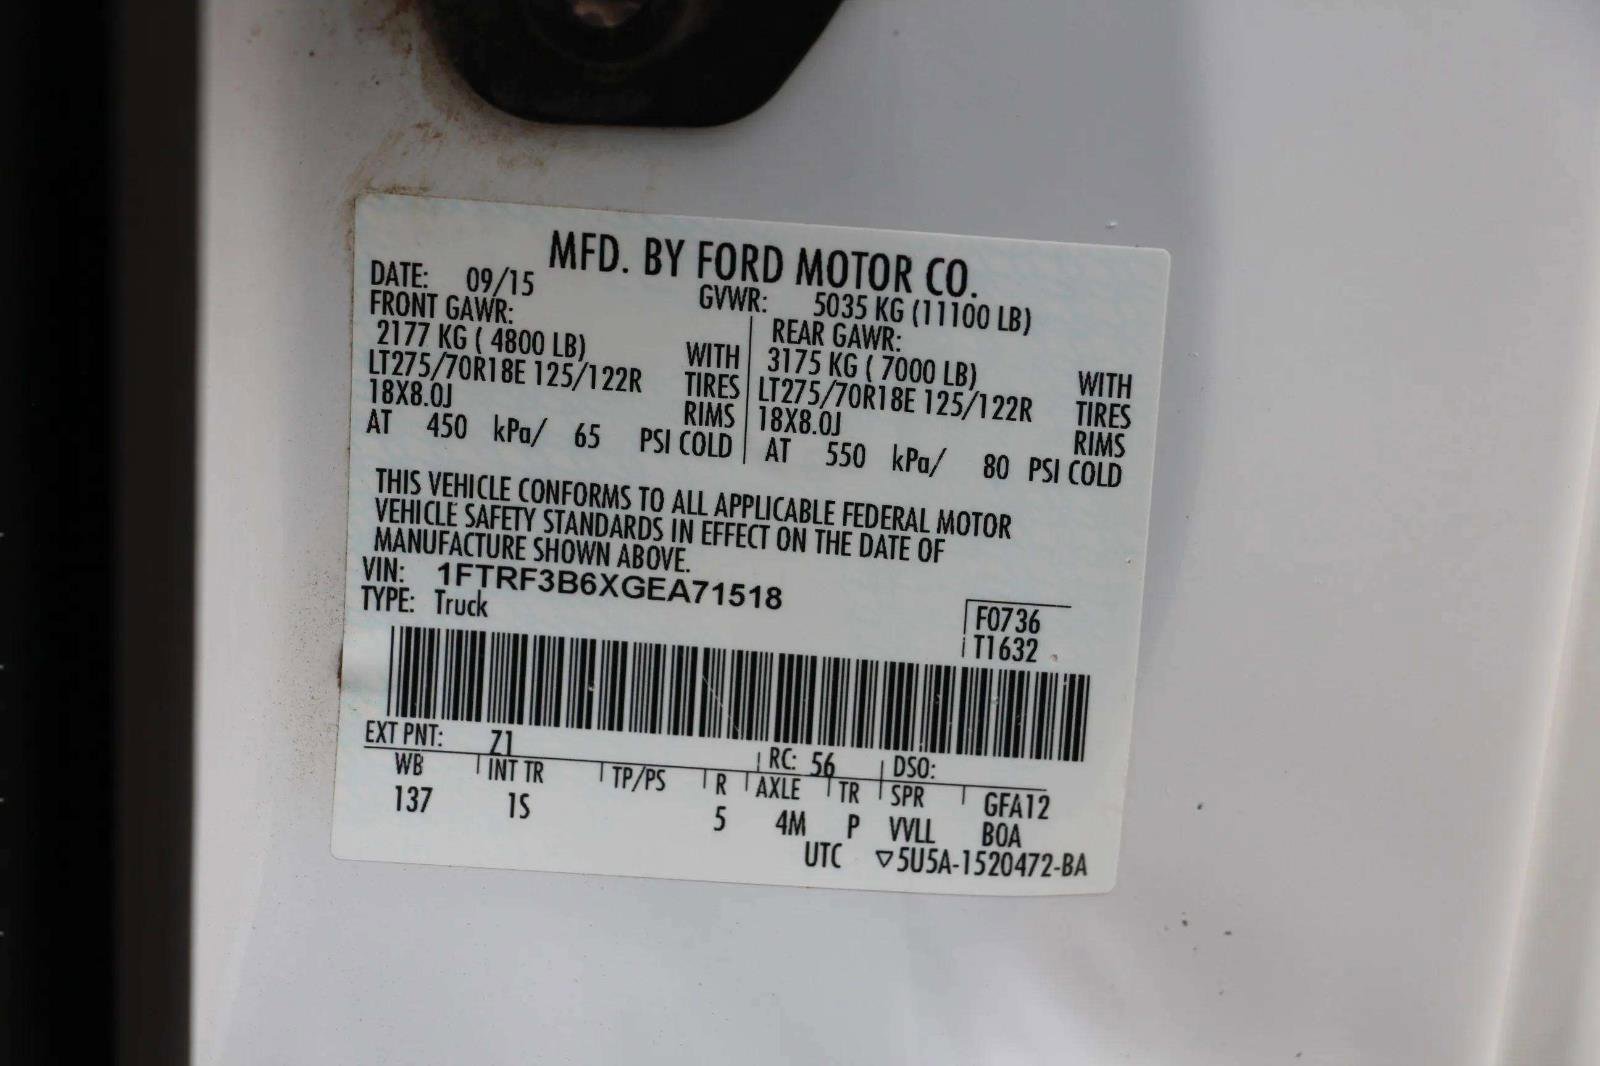 MFD. BY FORD MOTOR CO.
DATE: 09/15 GVWR: 5035 KG (11100 LB)
FRONT GAWR: REAR GAWR:
2177 KG ( 4800 LB) WITH 3175 KG ( 7000 LB) WITH
LT275/70R18E 125/122R TIRES LT275/70R18E 125/122R TIRES
18X8.0J RIMS 18X8.0J RIMS
AT 450 kPa/ 65 PSI COLD AT 550 kPa/ 80 PSI COLD
THIS VEHICLE CONFORMS TO ALL APPLICABLE FEDERAL MOTOR
VEHICLE SAFETY STANDARDS IN EFFECT ON THE DATE OF
MANUFACTURE SHOWN ABOVE.
VIN: 1FTRF3B6XGEA71518
TYPE: Truck
F0736
T1632
EXT PNT: Z1 RC: 56 DSO:
WB INT TR TP/PS R AXLE TR SPR GFA12
137 1S 5 4M P VVLL BOA
UTC ▽5U5A-1520472-BA